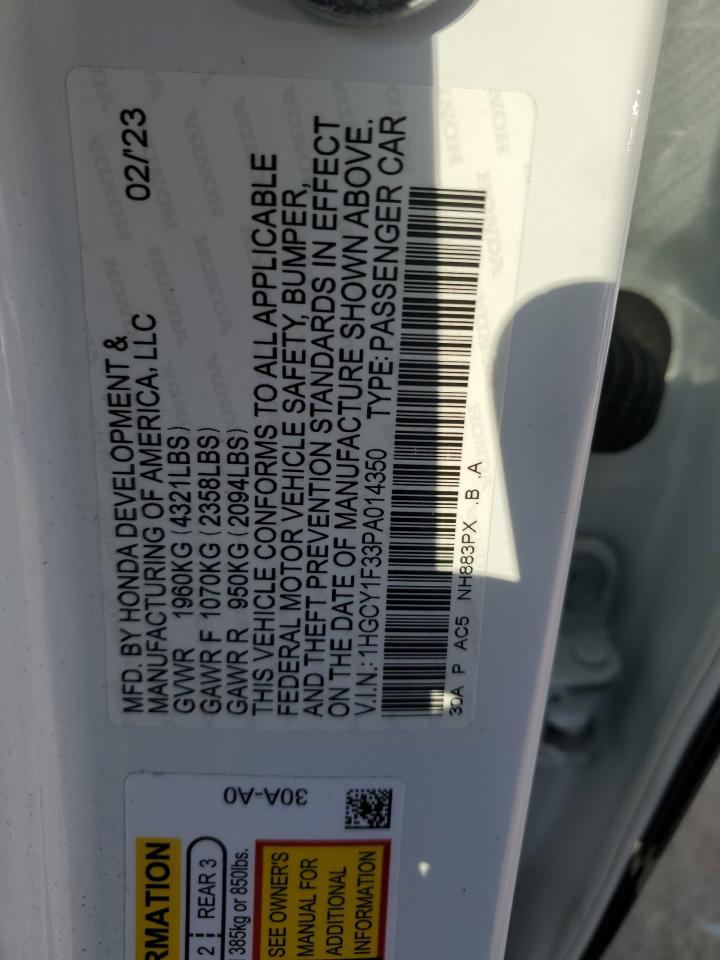 MFD. BY HONDA DEVELOPMENT &
MANUFACTURING OF AMERICA, LLC 02/'23
GVWR 1960KG (4321LBS)
GAWR F 1070KG (2358LBS)
GAWR R 950KG (2094LBS)
THIS VEHICLE CONFORMS TO ALL APPLICABLE
FEDERAL MOTOR VEHICLE SAFETY, BUMPER,
AND THEFT PREVENTION STANDARDS IN EFFECT
ON THE DATE OF MANUFACTURE SHOWN ABOVE.
V.I.N.: 1HGCY1F33PA014350 TYPE: PASSENGER CAR
30A P AC5 NH883PX .B .A
30A-A0
RMATION
2 REAR 3
385kg or 850lbs.
SEE OWNER'S
MANUAL FOR
ADDITIONAL
INFORMATION